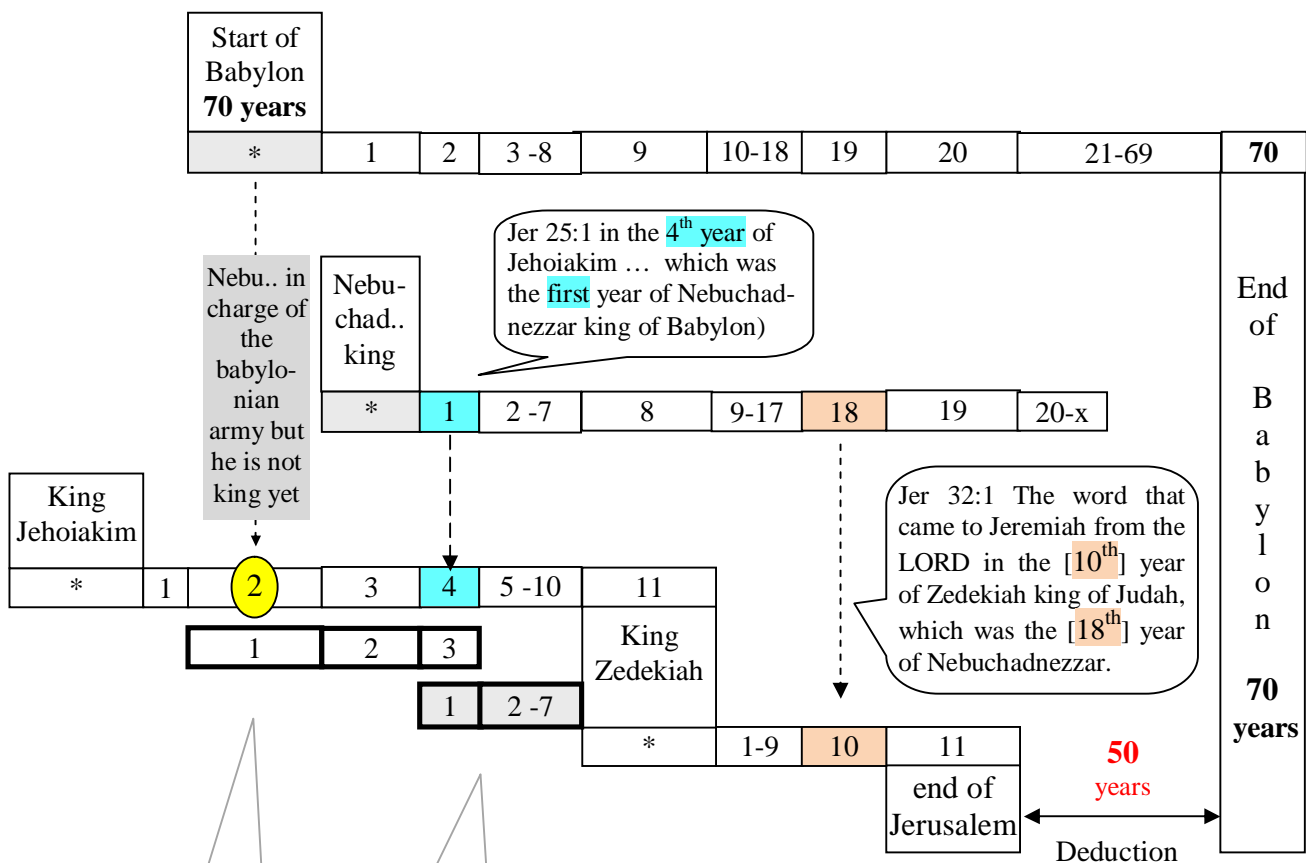 Start of
Babylon
70 years
* 1 2 3 -8 9 10-18 19 20 21-69 70
Jer 25:1 in the 4th year of
Jehoiakim … which was
the first year of Nebuchad-
nezzar king of Babylon)
Nebu.. in
charge of
the
babylo-
nian
army but
he is not
king yet
Nebu-
chad..
king
* 1 2 -7 8 9-17 18 19 20-x
End
of
B
a
b
y
l
o
n
70
years
King
Jehoiakim
* 1 2 3 4 5 -10 11
Jer 32:1 The word that
came to Jeremiah from the
LORD in the [10th] year
of Zedekiah king of Judah,
which was the [18th] year
of Nebuchadnezzar.
1 2 3
King
Zedekiah
1 2 -7
* 1-9 10 11
end of
Jerusalem
50
years
Deduction